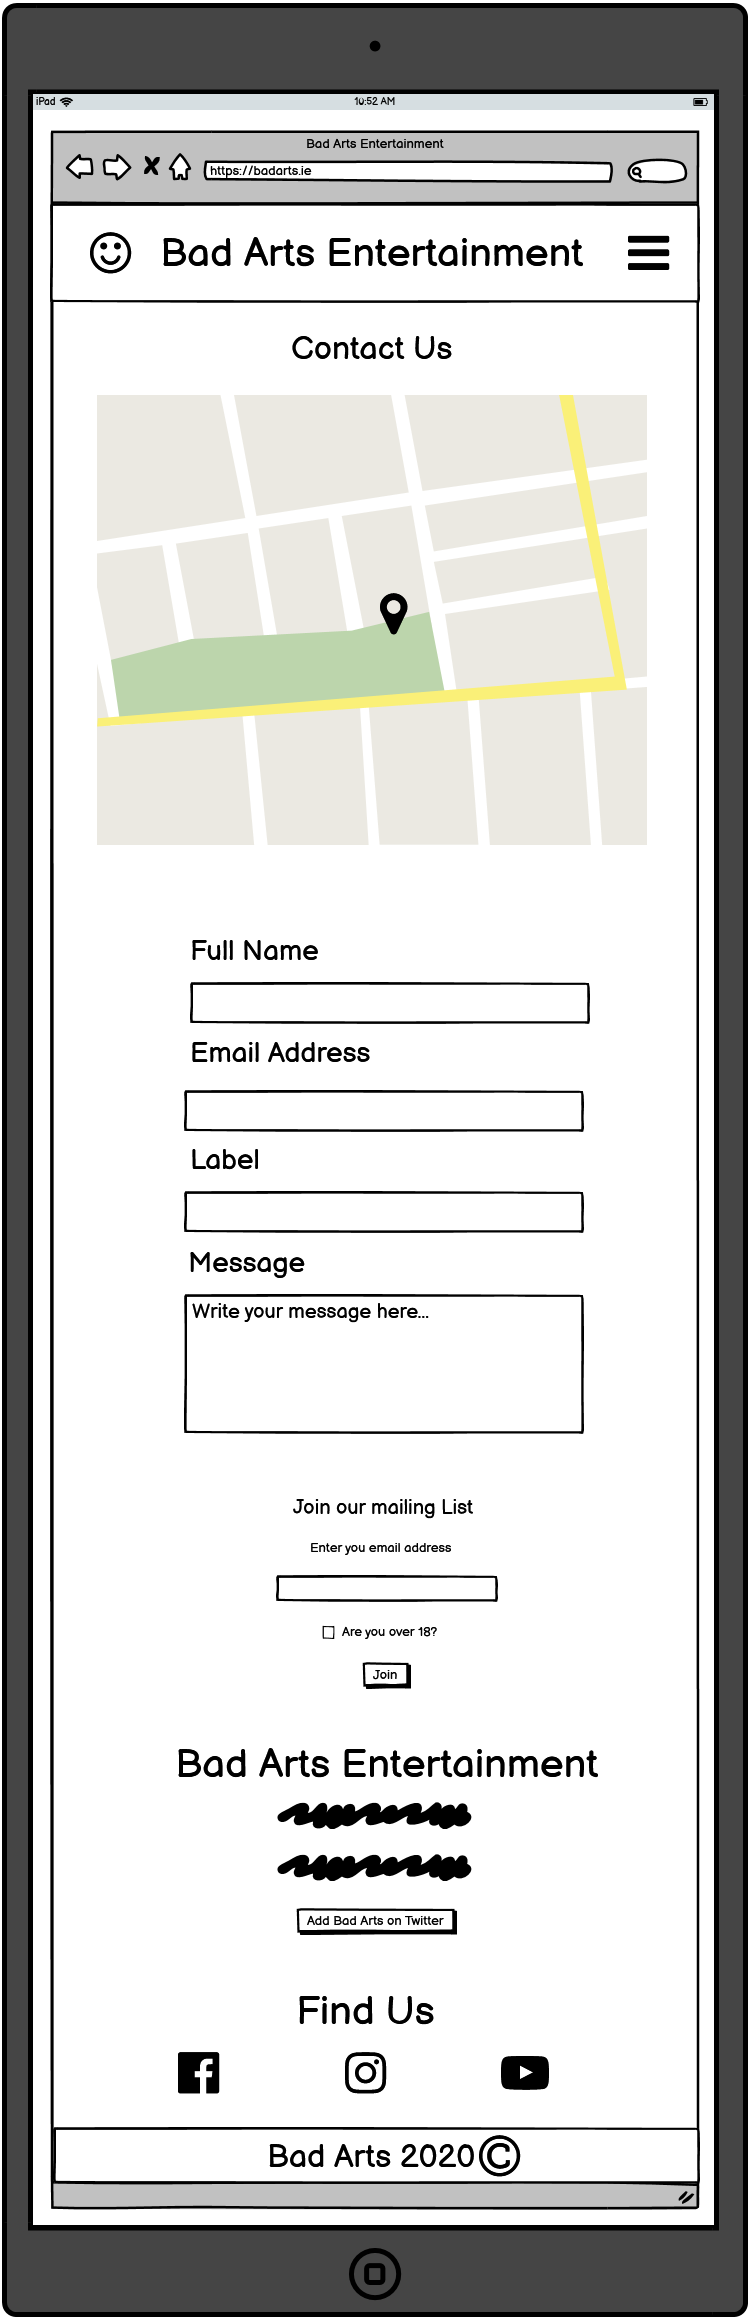 iPad
10:52 AM
Bad Arts Entertainment
https://badarts.ie
Bad Arts Entertainment
Contact Us
Full Name
Email Address
Label
Message
Write your message here...
Join our mailing List
Enter you email address
Are you over 18?
Join
Bad Arts Entertainment
Add Bad Arts on Twitter
Find Us
Bad Arts 2020©